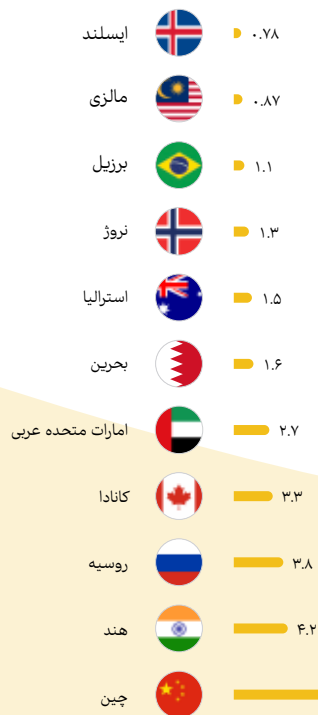 ایسلند ۰.۷۸
مالزی ۰.۸۷
برزیل ۱.۱
نروژ ۱.۳
استرالیا ۱.۵
بحرین ۱.۶
امارات متحده عربی ۲.۷
کانادا ۳.۳
روسیه ۳.۸
هند ۴.۲
چین